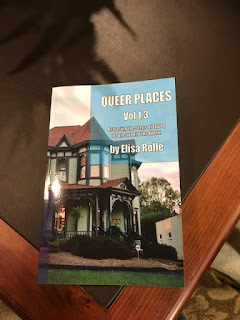 QUEER PLACES
Vol 1.3
by Elisa Rolle